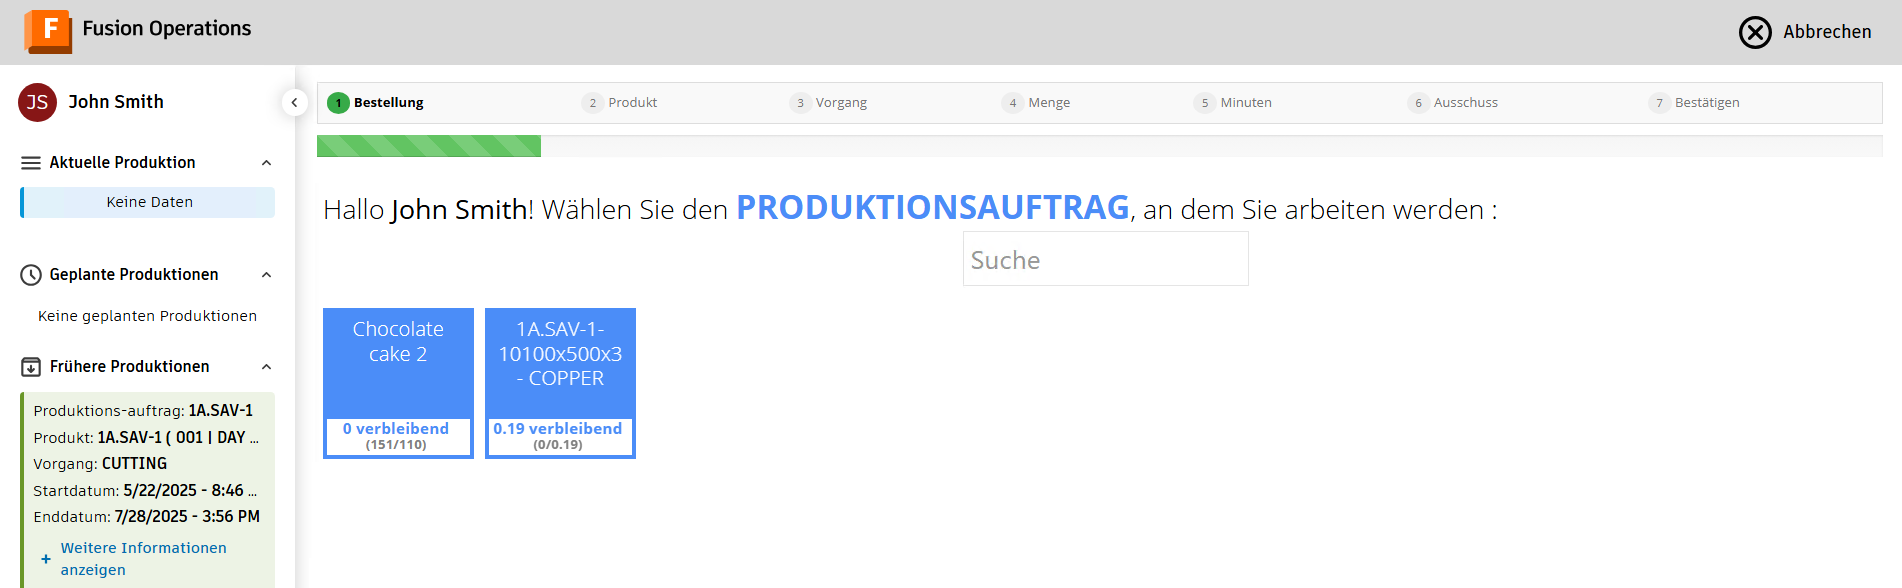 F Fusion Operations
Abbrechen
JS John Smith
1 Bestellung 2 Produkt 3 Vorgang 4 Menge 5 Minuten 6 Ausschuss 7 Bestätigen
Aktuelle Produktion
Keine Daten
Geplante Produktionen
Keine geplanten Produktionen
Frühere Produktionen
Produktions-auftrag: 1A.SAV-1
Produkt: 1A.SAV-1 ( 001 | DAY ...
Vorgang: CUTTING
Startdatum: 5/22/2025 - 8:46 ...
Enddatum: 7/28/2025 - 3:56 PM
+ Weitere Informationen
anzeigen
Hallo John Smith! Wählen Sie den PRODUKTIONSAUFTRAG, an dem Sie arbeiten werden :
Suche
Chocolate
cake 2
0 verbleibend
(151/110)
1A.SAV-1-
10100x500x3
- COPPER
0.19 verbleibend
(0/0.19)